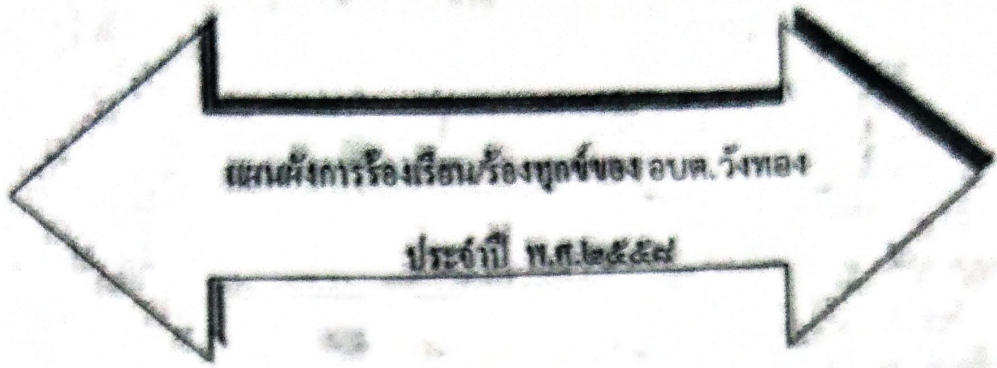 แผนผังการร้องเรียน/ร้องทุกข์ของ อบต.วังทอง
ประจำปี พ.ศ.๒๕๕๘